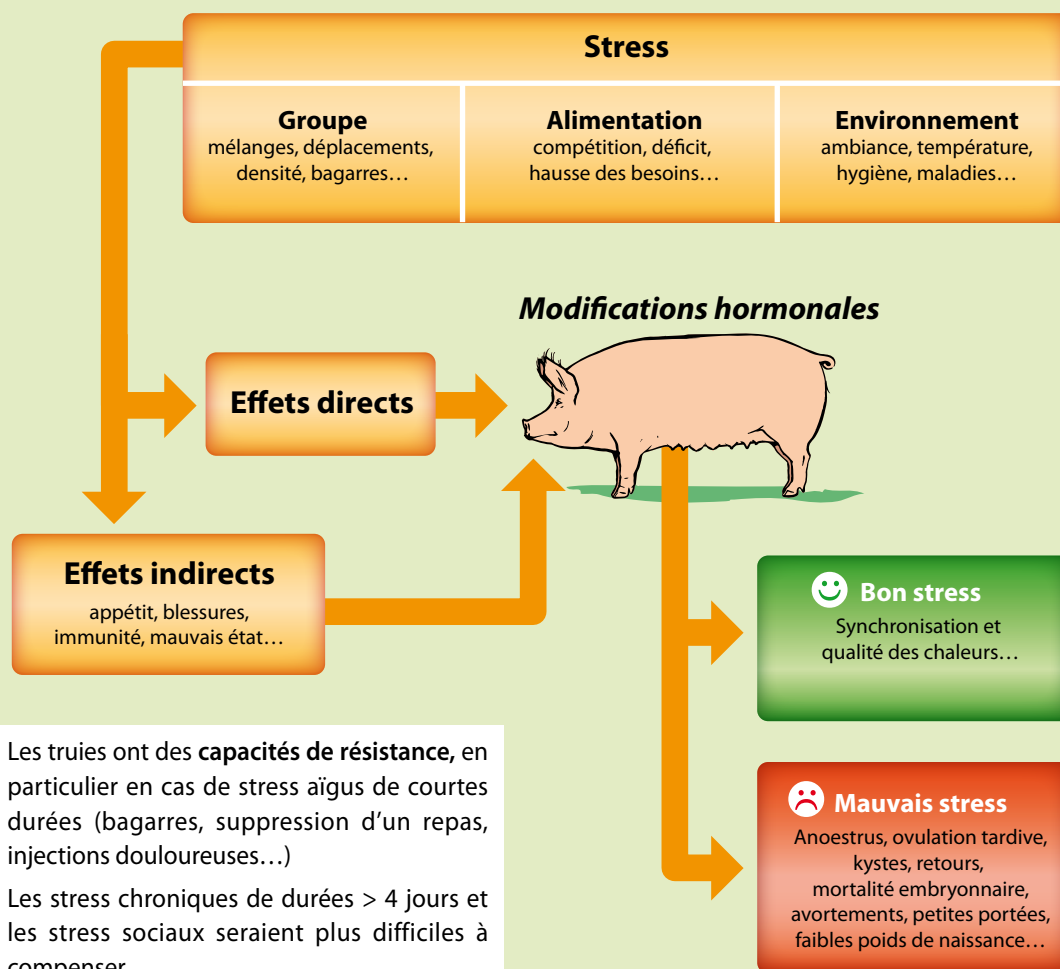 Stress
Groupe
mélanges, déplacements,
densité, bagarres…
Alimentation
compétition, déficit,
hausse des besoins…
Environnement
ambiance, température,
hygiène, maladies…
Modifications hormonales
Effets directs
Effets indirects
appétit, blessures,
immunité, mauvais état…
Bon stress
Synchronisation et
qualité des chaleurs…
Mauvais stress
Anoestrus, ovulation tardive,
kystes, retours,
mortalité embryonnaire,
avortements, petites portées,
faibles poids de naissance…
Les truies ont des capacités de résistance, en
particulier en cas de stress aïgus de courtes
durées (bagarres, suppression d’un repas,
injections douloureuses…)
Les stress chroniques de durées > 4 jours et
les stress sociaux seraient plus difficiles à
compenser